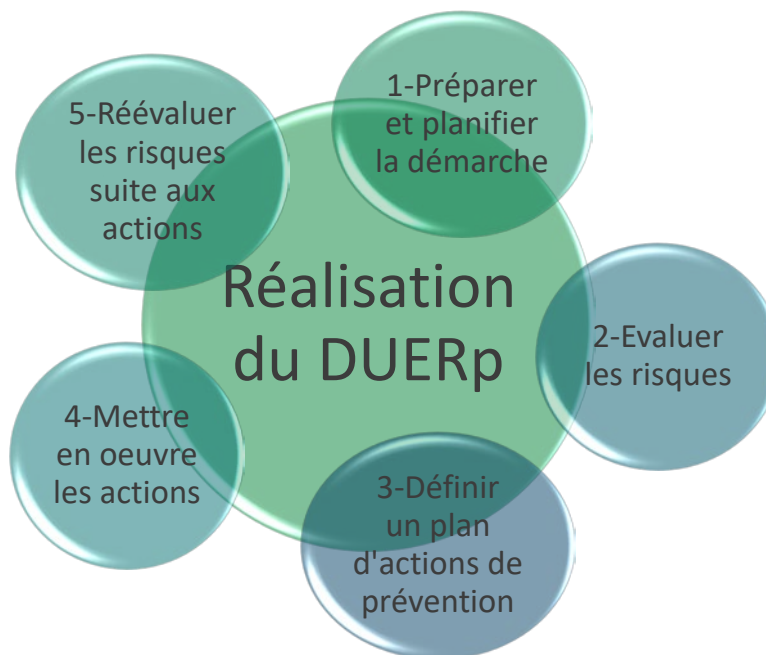 Réalisation
du DUERp
1-Préparer
et planifier
la démarche
2-Evaluer
les risques
3-Définir
un plan
d'actions de
prévention
4-Mettre
en oeuvre
les actions
5-Réévaluer
les risques
suite aux
actions